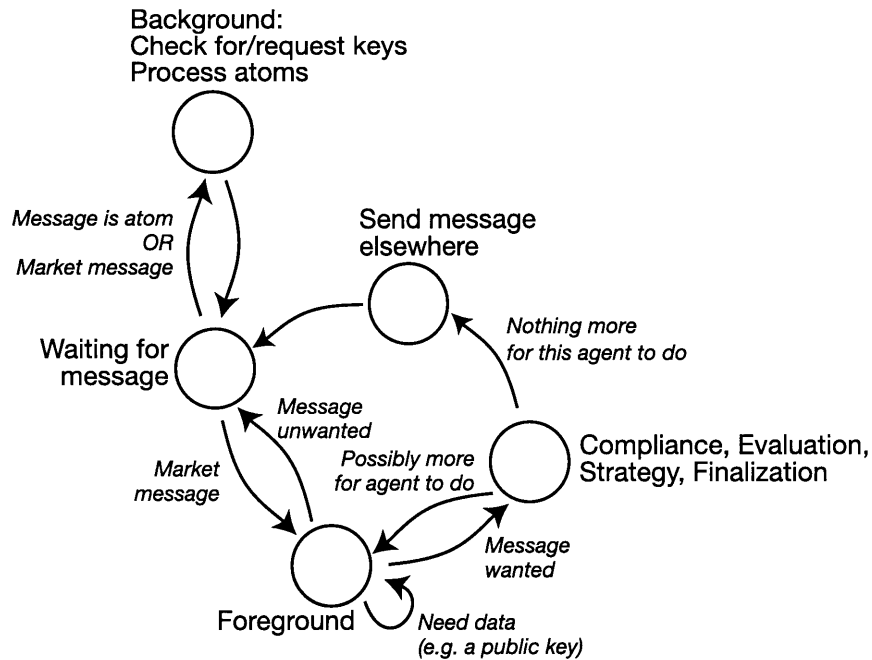 Background:
Check for/request keys
Process atoms
Message is atom
OR
Market message
Send message
elsewhere
Nothing more
for this agent to do
Waiting for
message
Message
unwanted
Market
message
Possibly more
for agent to do
Compliance, Evaluation,
Strategy, Finalization
Message
wanted
Foreground
Need data
(e.g. a public key)